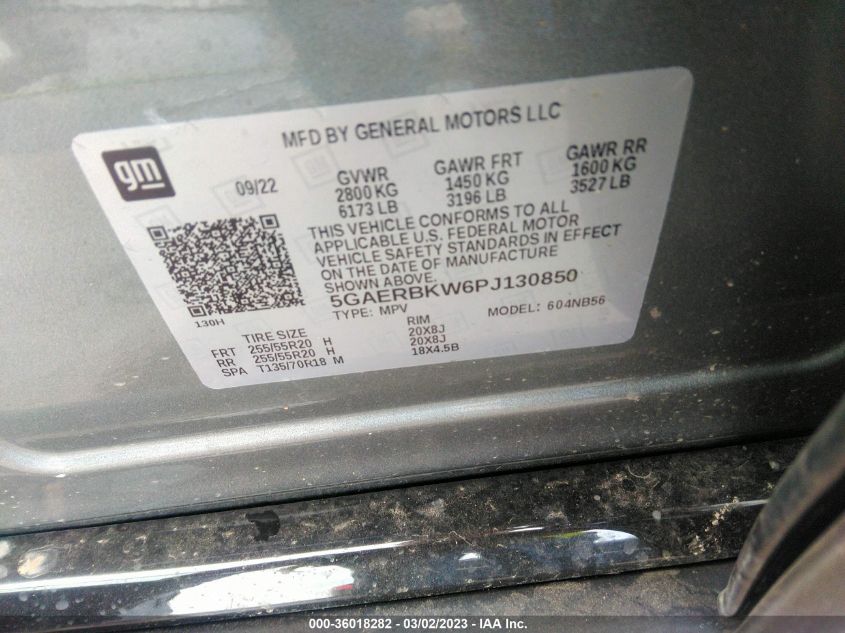 gm
MFD BY GENERAL MOTORS LLC
09/22
GVWR GAWR FRT GAWR RR
2800 KG 1450 KG 1600 KG
6173 LB 3196 LB 3527 LB
THIS VEHICLE CONFORMS TO ALL
APPLICABLE U.S. FEDERAL MOTOR
VEHICLE SAFETY STANDARDS IN EFFECT
ON THE DATE OF MANUFACTURE
SHOWN ABOVE.
5GAERBKW6PJ130850
TYPE: MPV MODEL: 604NB56
130H
TIRE SIZE RIM
FRT 255/55R20 H 20X8J
RR 255/55R20 H 20X8J
SPA T135/70R18 M 18X4.5B
000-36018282 - 03/02/2023 - IAA Inc.